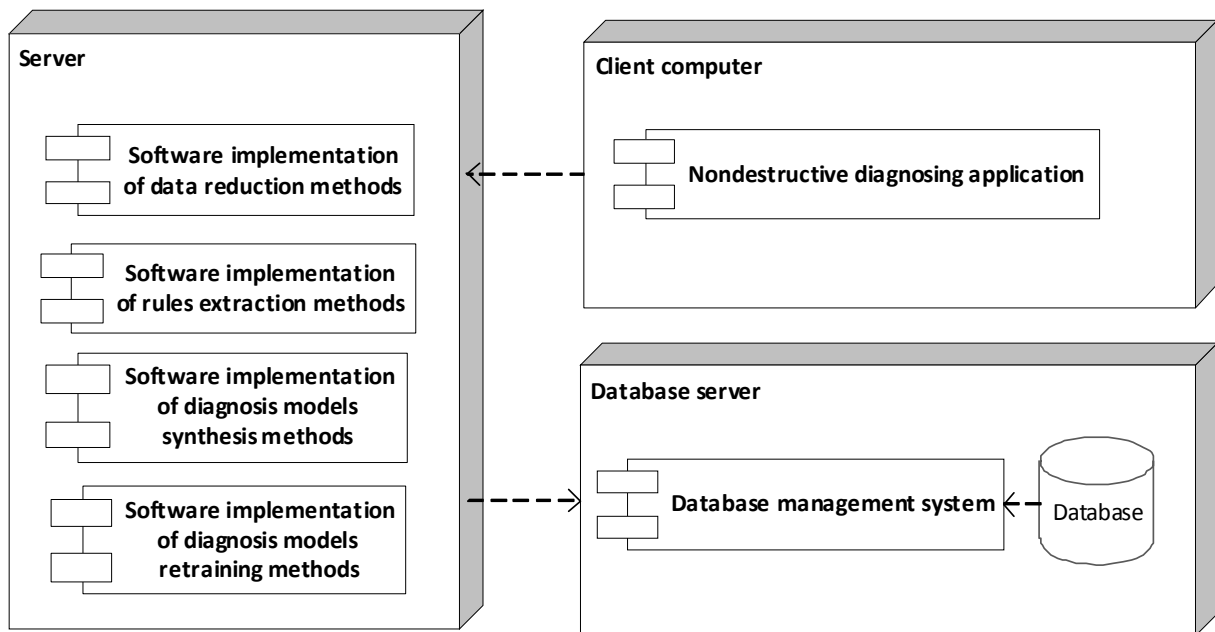 Server
Software implementation
of data reduction methods
Software implementation
of rules extraction methods
Software implementation
of diagnosis models
synthesis methods
Software implementation
of diagnosis models
retraining methods
Client computer
Nondestructive diagnosing application
Database server
Database management system
Database